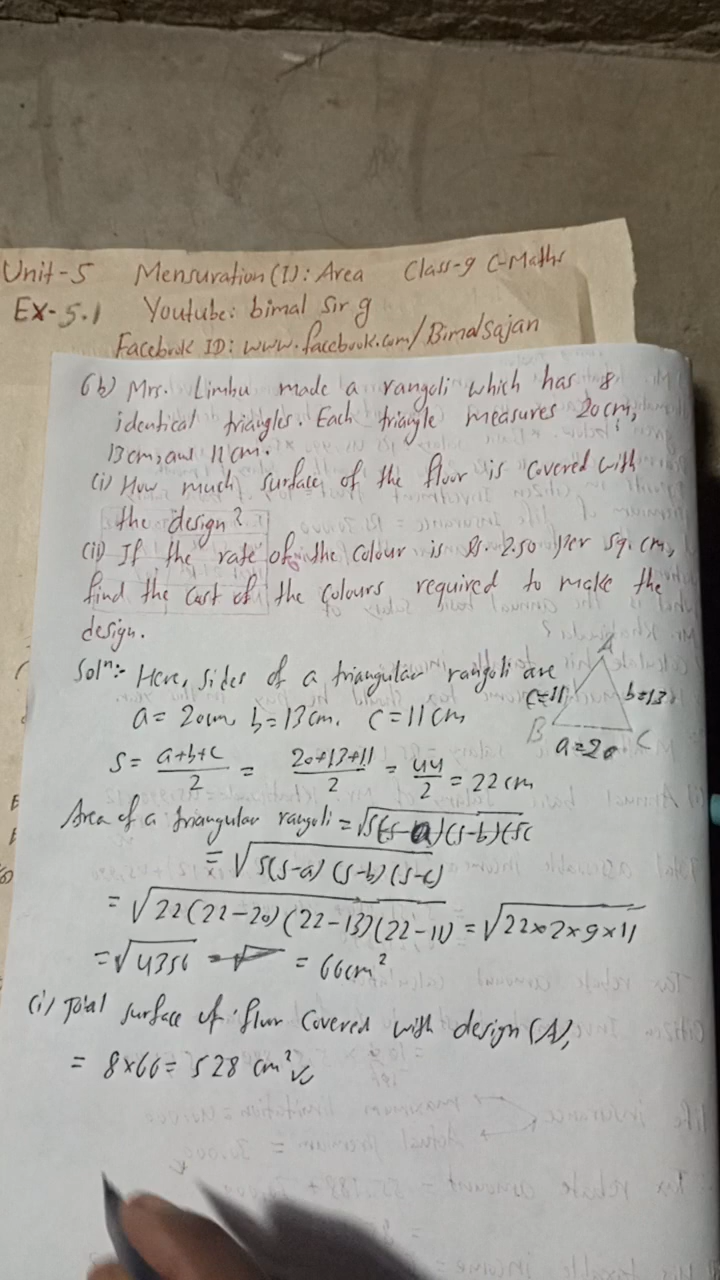 Unit-5 Mensuration (I): Area Class-9 C-Maths
EX-5.1 Youtube: bimal Sir g
Facebook ID: www.facebook.com/BimalSajan
6b) Mrs. Limbu made a rangoli which has 8
identical triangles. Each triangle measures 20cm,
13cm, and 11cm.
(i) How much surface of the floor is covered with
the design?
(ii) If the rate of the colour is Rs. 2.50 per sq. cm,
find the cost of the colours required to make the
design.
Solⁿ:- Here, sides of a triangular rangoli are
a = 20cm, b = 13cm. c = 11cm
A
c=11 b=13
B C
a=20
S = a+b+c/2 = 20+13+11/2 = 44/2 = 22cm
Area of a triangular rangoli = √S(s-a)(s-b)(s-c
= √S(s-a)(s-b)(s-c)
= √22(22-20)(22-13)(22-11) = √22×2×9×11
= √4356 = 66cm²
(i) Total surface of floor covered with design (A),
= 8×66 = 528 cm²